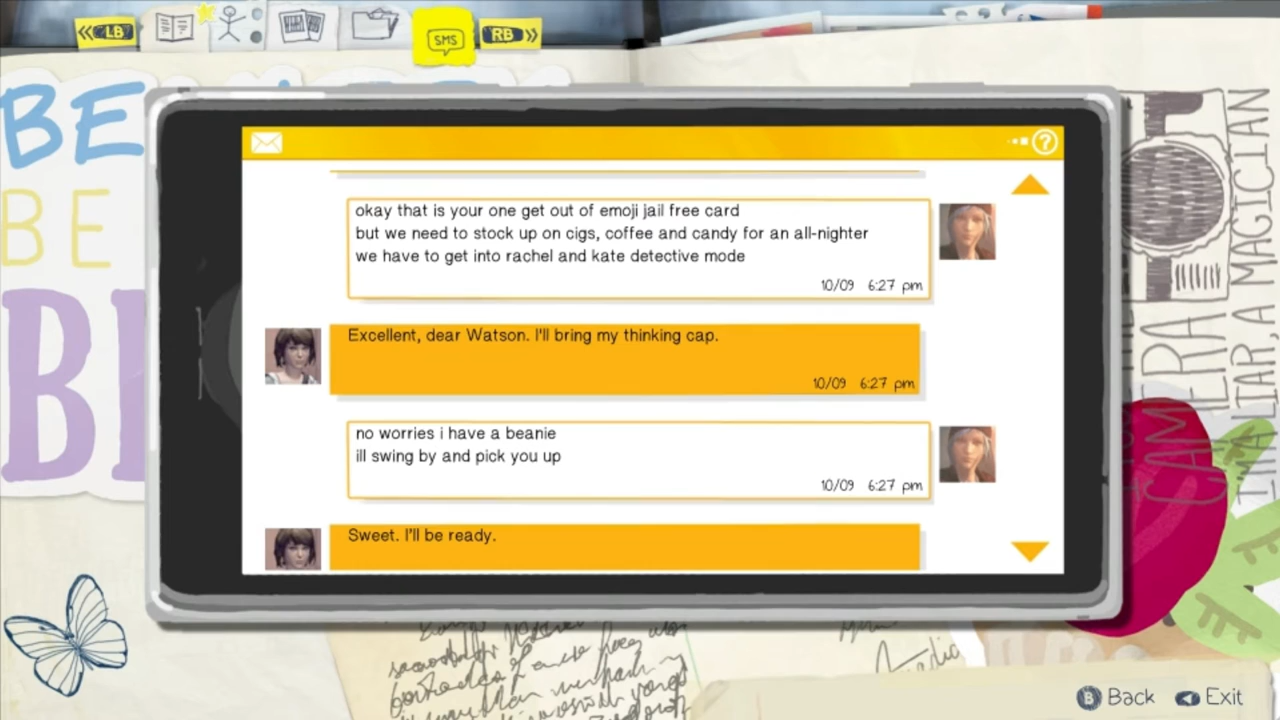 LB
SMS
RB
BE
BE
okay that is your one get out of emoji jail free card
but we need to stock up on cigs, coffee and candy for an all-nighter
we have to get into rachel and kate detective mode
10/09 6:27 pm
Excellent, dear Watson. I'll bring my thinking cap.
10/09 6:27 pm
no worries i have a beanie
ill swing by and pick you up
10/09 6:27 pm
Sweet. I'll be ready.
CAMERA
LIAR, A MAGICIAN
B Back
Exit